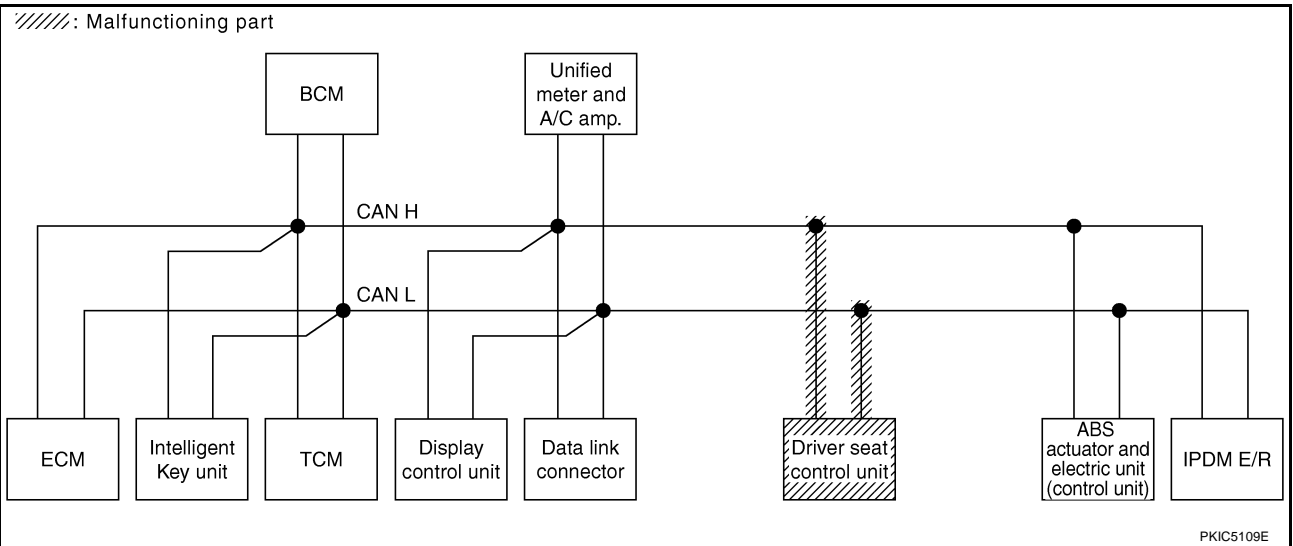 : Malfunctioning part
BCM
Unified
meter and
A/C amp.
CAN H
CAN L
ECM
Intelligent
Key unit
TCM
Display
control unit
Data link
connector
Driver seat
control unit
ABS
actuator and
electric unit
(control unit)
IPDM E/R
PKIC5109E